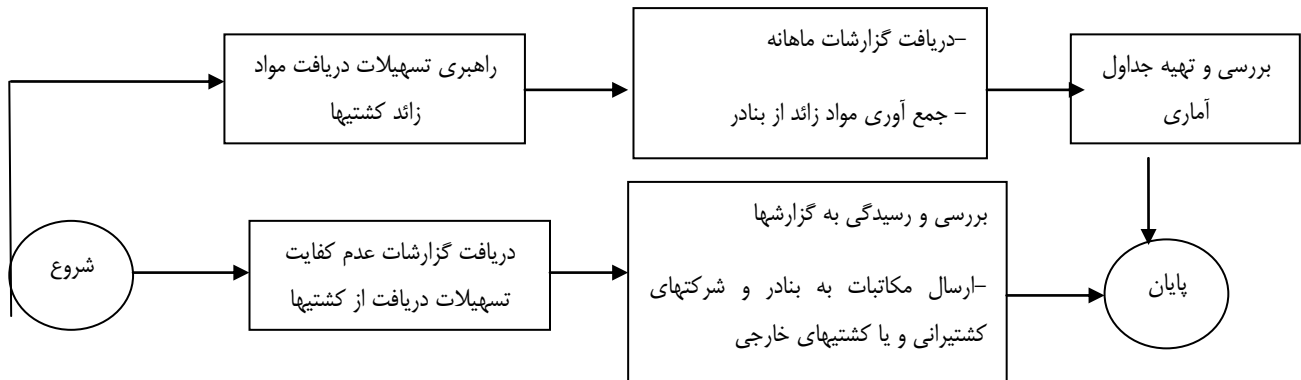 راهبری تسهیلات دریافت مواد
زائد کشتیها
-دریافت گزارشات ماهانه
- جمع آوری مواد زائد از بنادر
بررسی و تهیه جداول
آماری
شروع
دریافت گزارشات عدم کفایت
تسهیلات دریافت از کشتیها
بررسی و رسیدگی به گزارشها
-ارسال مکاتبات به بنادر و شرکتهای
کشتیرانی و یا کشتیهای خارجی
پایان